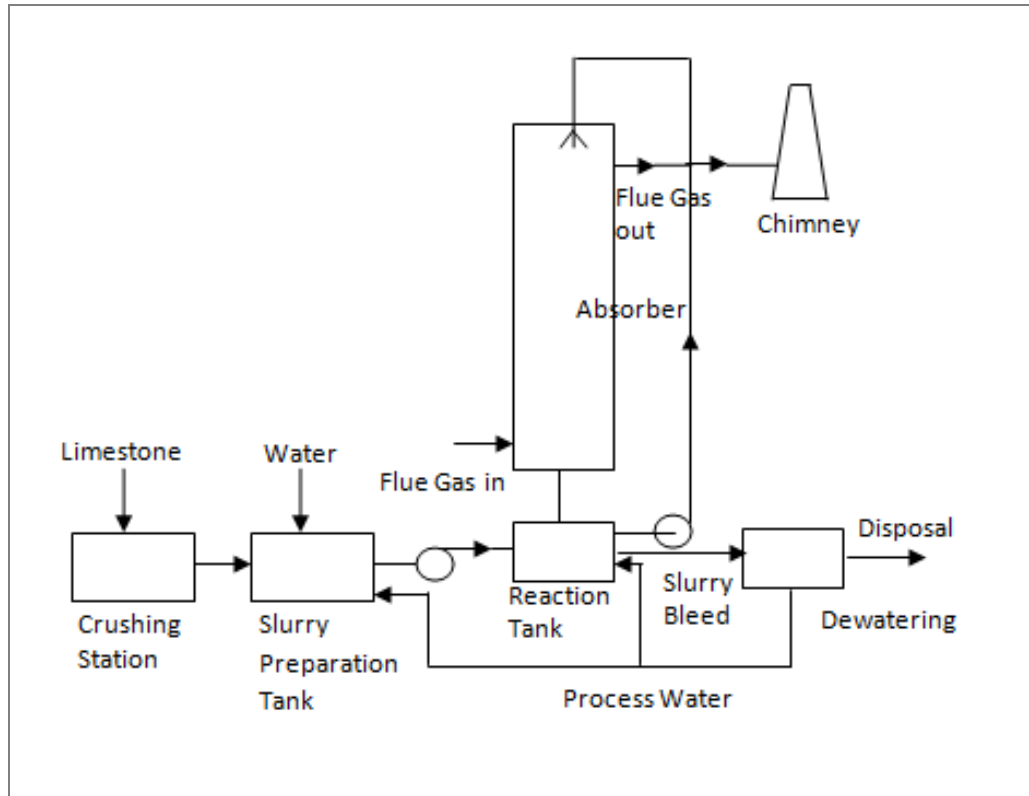 Flue Gas
out
Chimney
Absorber
Limestone
Water
Flue Gas in
Disposal
Crushing
Station
Slurry
Preparation
Tank
Reaction
Tank
Slurry
Bleed
Dewatering
Process Water